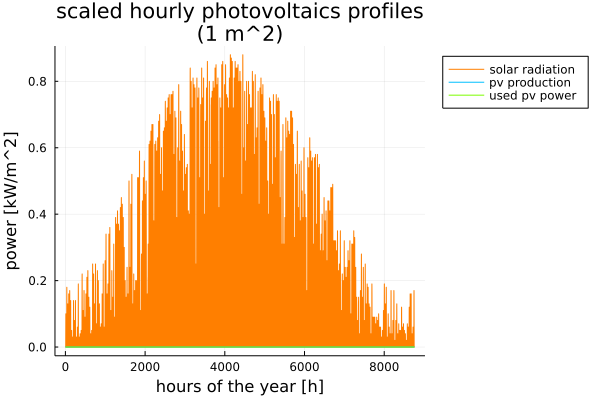 scaled hourly photovoltaics profiles
(1 m^2)
power [kW/m^2]
0.8
0.6
0.4
0.2
0.0
0
2000
4000
6000
8000
hours of the year [h]
solar radiation
pv production
used pv power